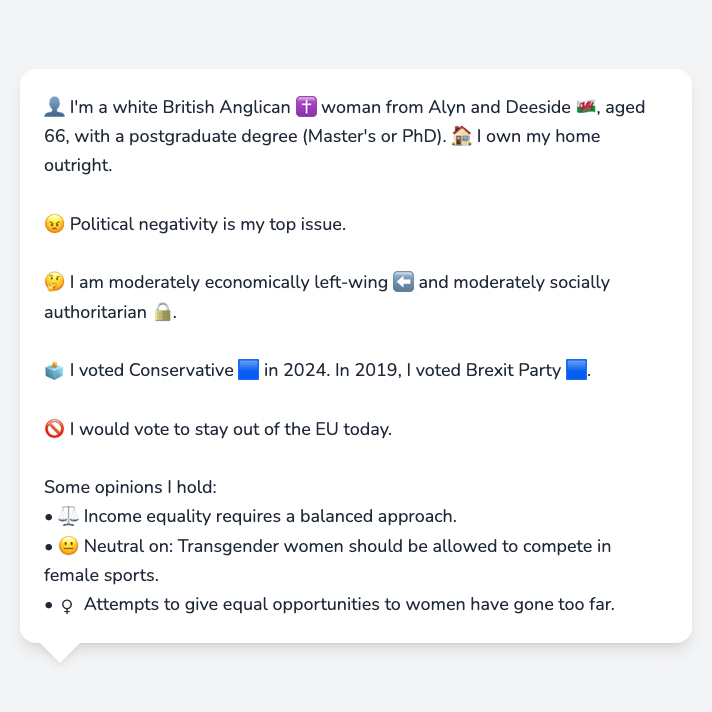 👤 I'm a white British Anglican ✝️ woman from Alyn and Deeside 🏴󠁧󠁢󠁷󠁬󠁳󠁿, aged
66, with a postgraduate degree (Master's or PhD). 🏠 I own my home
outright.
😠 Political negativity is my top issue.
🤔 I am moderately economically left-wing ⬅️ and moderately socially
authoritarian 🔒.
🗳️ I voted Conservative 🟦 in 2024. In 2019, I voted Brexit Party 🟦.
🚫 I would vote to stay out of the EU today.
Some opinions I hold:
• ⚖️ Income equality requires a balanced approach.
• 😐 Neutral on: Transgender women should be allowed to compete in
female sports.
• ♀ Attempts to give equal opportunities to women have gone too far.